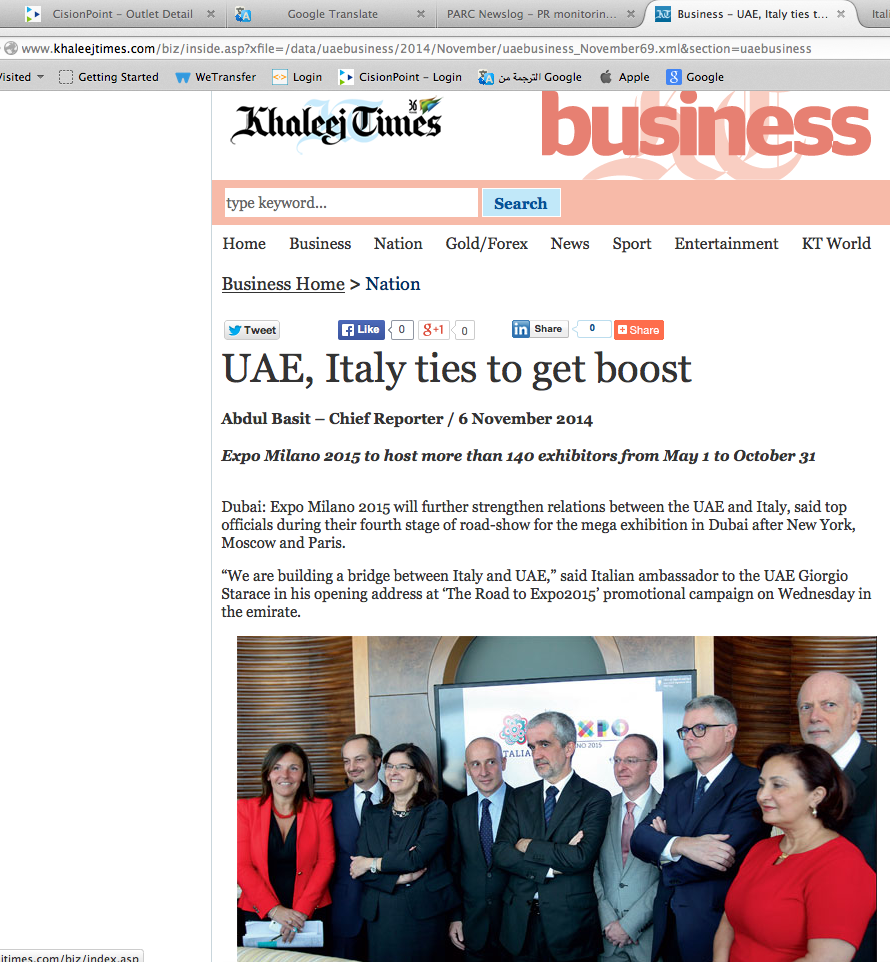 CisionPoint – Outlet Detail
Google Translate
PARC Newslog – PR monitorin...
Business – UAE, Italy ties t...
Itali
www.khaleejtimes.com/biz/inside.asp?xfile=/data/uaebusiness/2014/November/uaebusiness_November69.xml&section=uaebusiness
isited
Getting Started
WeTransfer
Login
CisionPoint – Login
الترجمة من Google
Apple
Google
Khaleej Times
business
type keyword...
Search
Home
Business
Nation
Gold/Forex
News
Sport
Entertainment
KT World
Business Home > Nation
Tweet
Like
0
+1
0
Share
0
Share
UAE, Italy ties to get boost
Abdul Basit – Chief Reporter / 6 November 2014
Expo Milano 2015 to host more than 140 exhibitors from May 1 to October 31
Dubai: Expo Milano 2015 will further strengthen relations between the UAE and Italy, said top
officials during their fourth stage of road-show for the mega exhibition in Dubai after New York,
Moscow and Paris.
“We are building a bridge between Italy and UAE,” said Italian ambassador to the UAE Giorgio
Starace in his opening address at ‘The Road to Expo2015’ promotional campaign on Wednesday in
the emirate.
XPO
ITALIA
2015
itimes.com/biz/index.asp